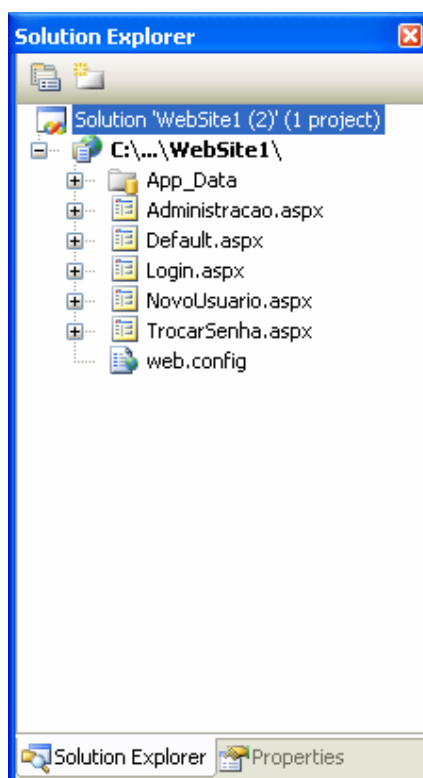 Solution Explorer
Solution 'WebSite1 (2)' (1 project)
C:\...\WebSite1\
App_Data
Administracao.aspx
Default.aspx
Login.aspx
NovoUsuario.aspx
TrocarSenha.aspx
web.config
Solution Explorer Properties